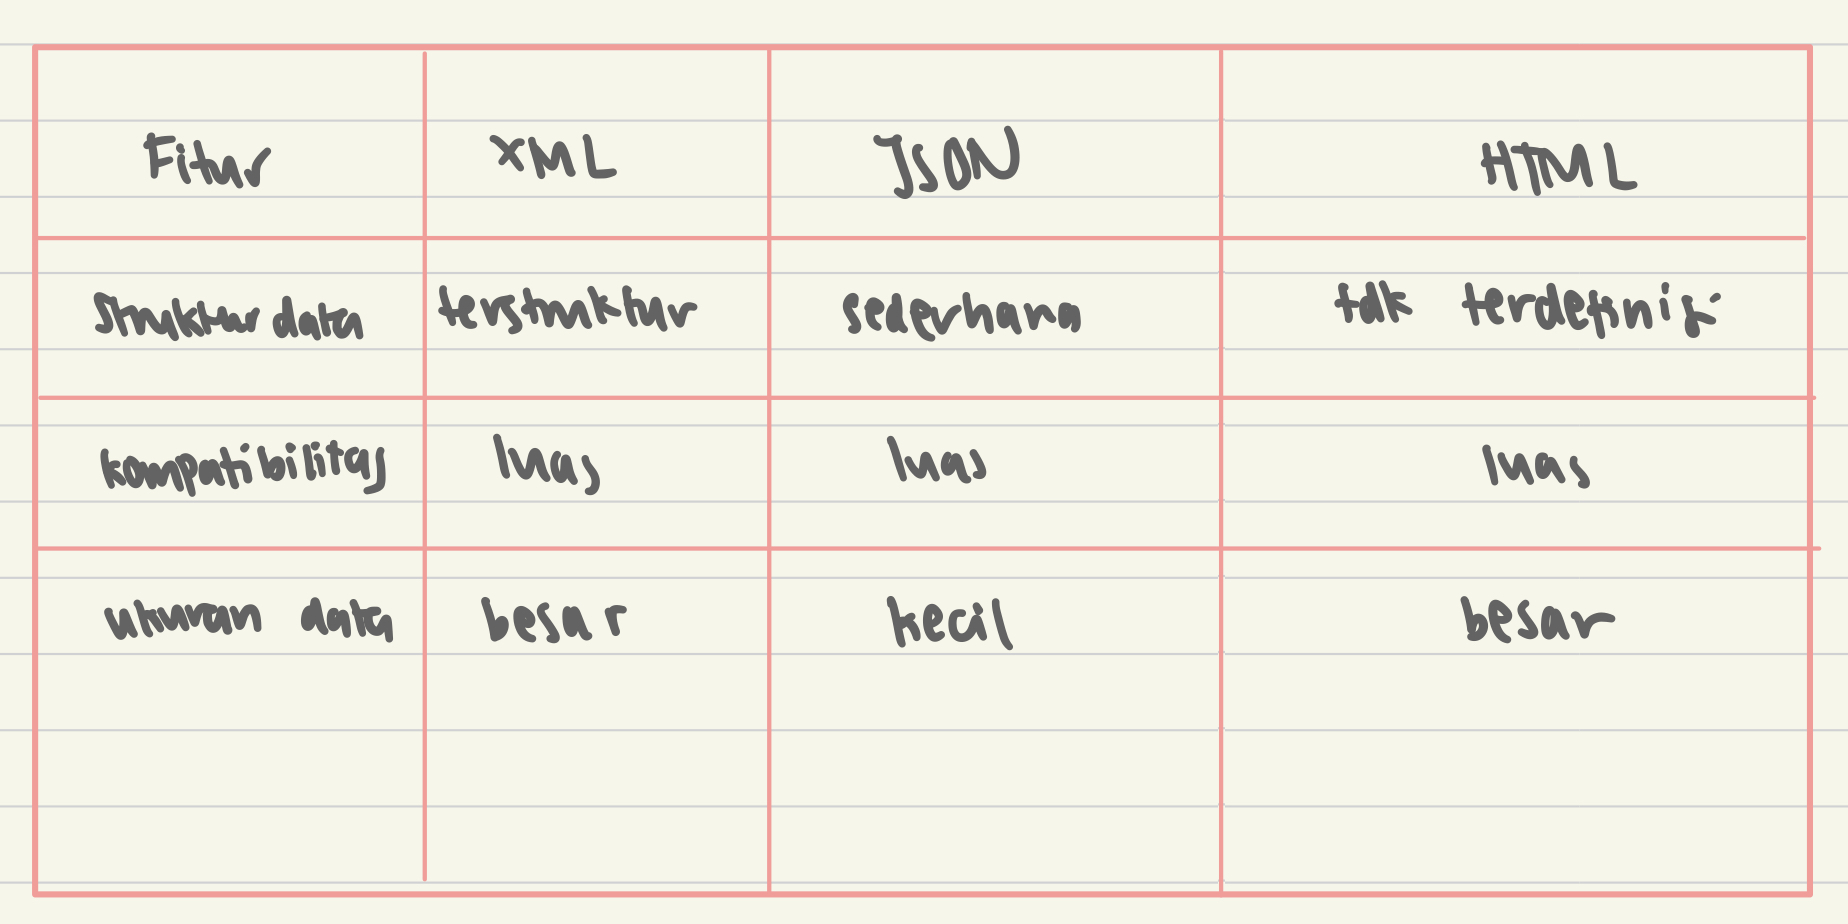 Fitur XML JSON HTML
struktur data terstruktur sederhana tdk terdefinisi
kompatibilitas luas luas luas
ukuran data besar kecil besar